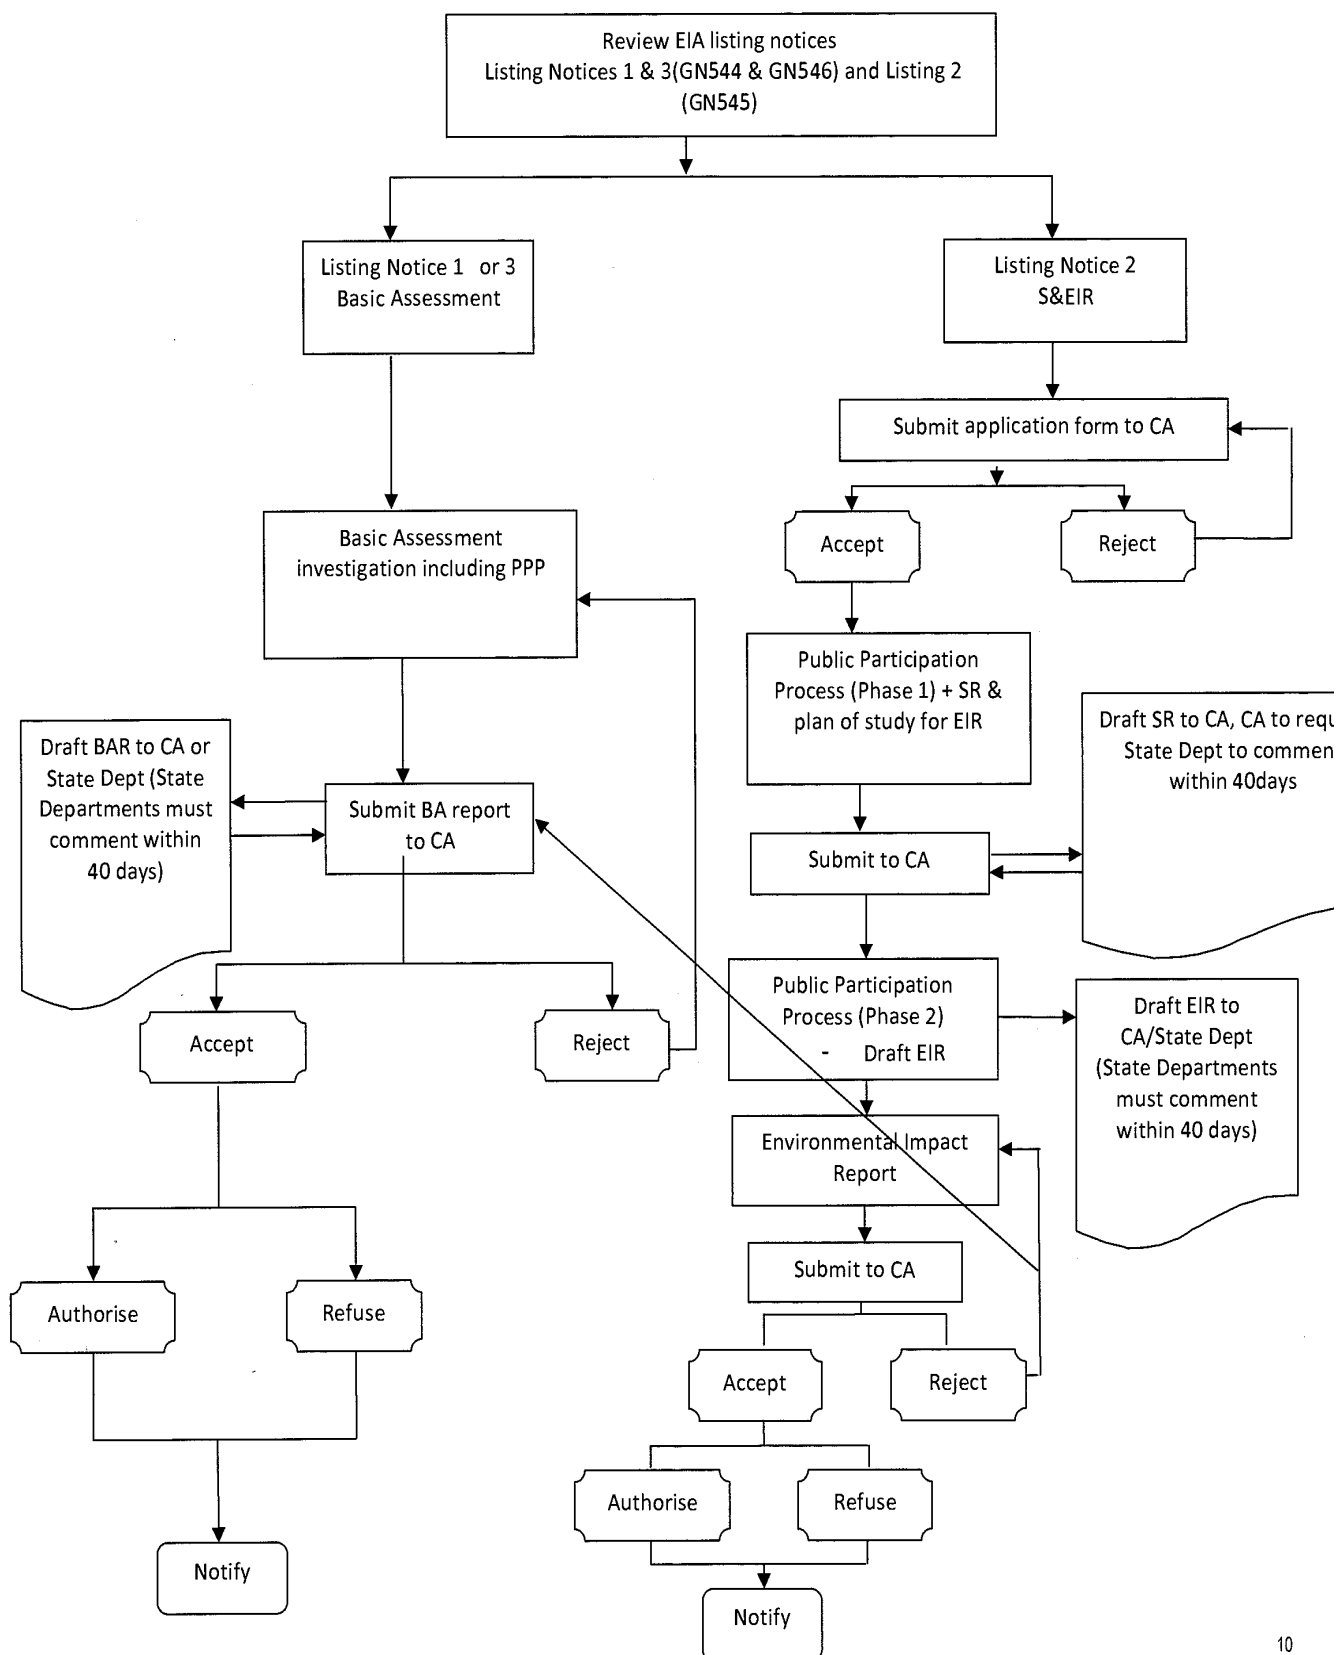 Review EIA listing notices
Listing Notices 1 & 3(GN544 & GN546) and Listing 2
(GN545)
Listing Notice 1 or 3
Basic Assessment
Listing Notice 2
S&EIR
Submit application form to CA
Accept
Reject
Basic Assessment
investigation including PPP
Public Participation
Process (Phase 1) + SR &
plan of study for EIR
Draft SR to CA, CA to requ
State Dept to commen
within 40days
Draft BAR to CA or
State Dept (State
Departments must
comment within
40 days)
Submit BA report
to CA
Submit to CA
Public Participation
Process (Phase 2)
- Draft EIR
Draft EIR to
CA/State Dept
(State Departments
must comment
within 40 days)
Accept
Reject
Environmental Impact
Report
Submit to CA
Authorise
Refuse
Accept
Reject
Authorise
Refuse
Notify
Notify
10